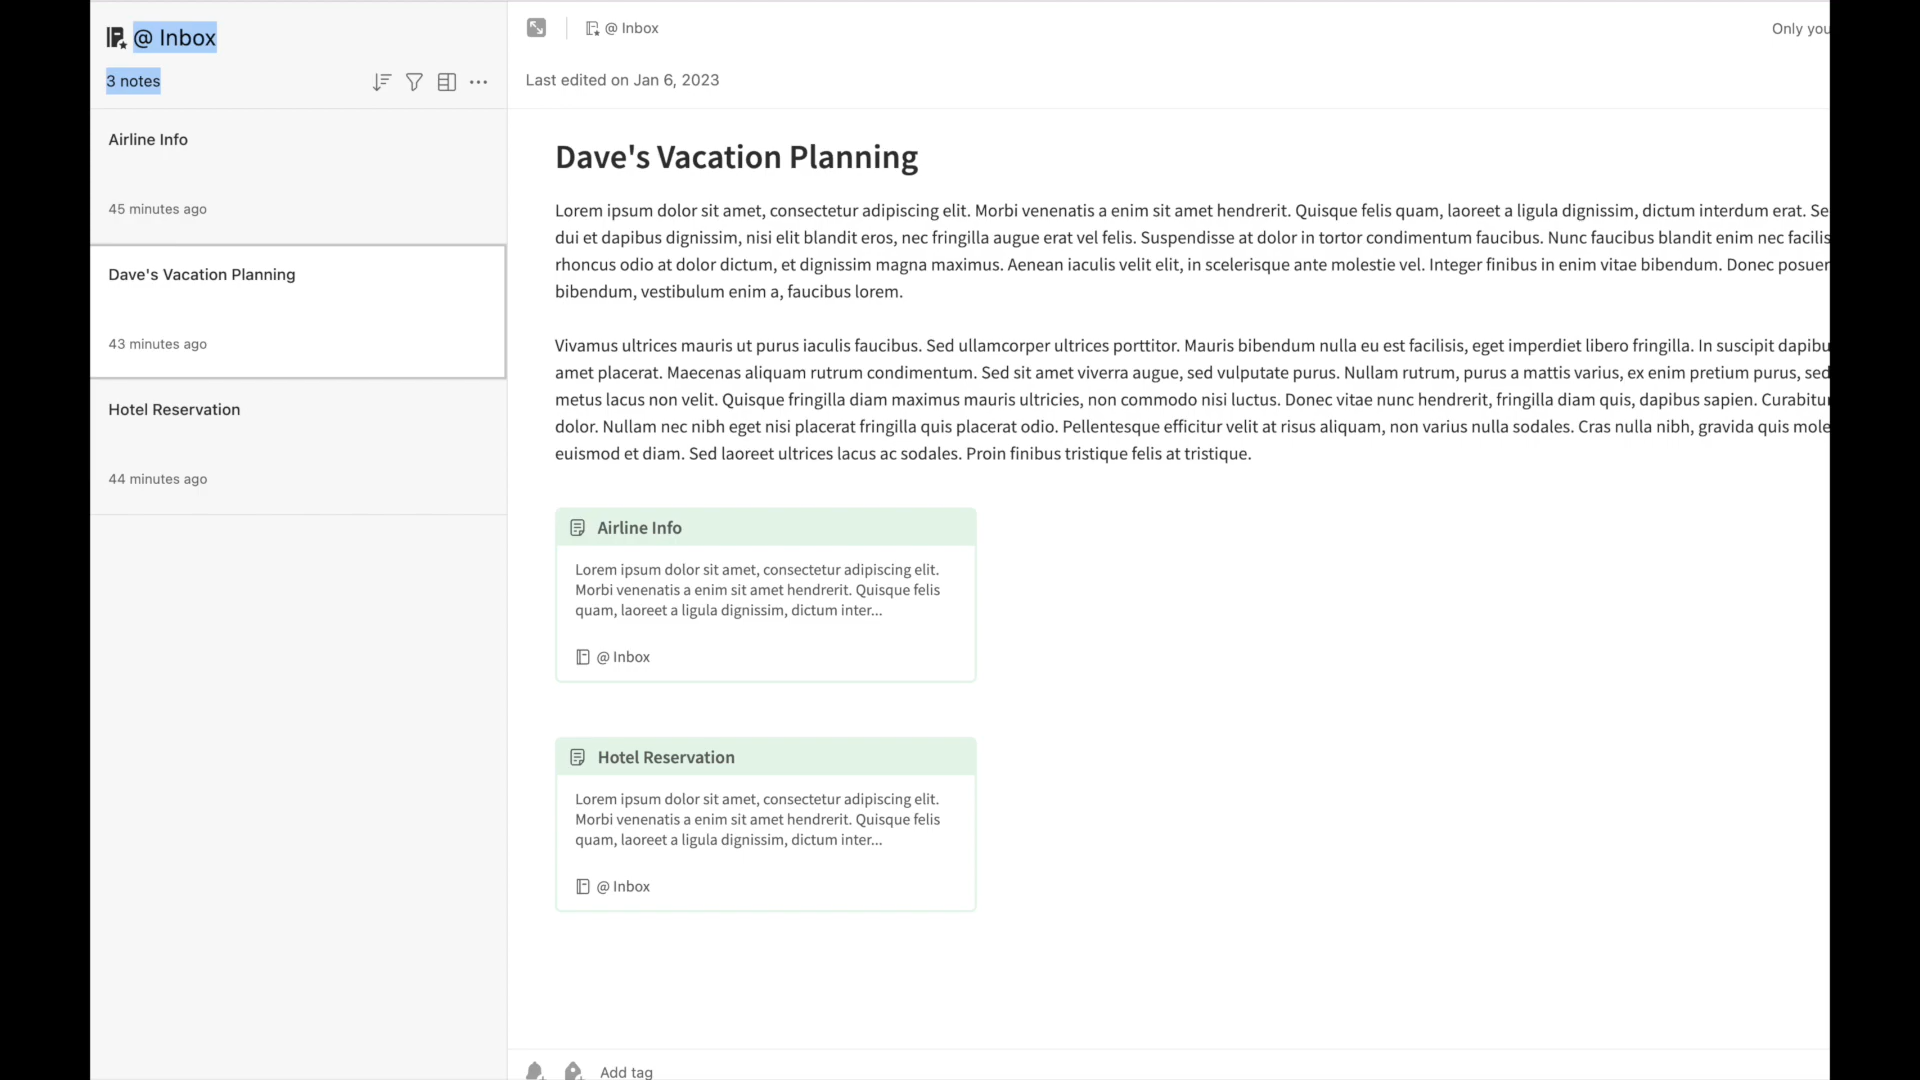 @ Inbox
3 notes
Airline Info
45 minutes ago
Dave's Vacation Planning
43 minutes ago
Hotel Reservation
44 minutes ago
@ Inbox
Only you
Last edited on Jan 6, 2023
Dave's Vacation Planning
Lorem ipsum dolor sit amet, consectetur adipiscing elit. Morbi venenatis a enim sit amet hendrerit. Quisque felis quam, laoreet a ligula dignissim, dictum interdum erat. Se
dui et dapibus dignissim, nisi elit blandit eros, nec fringilla augue erat vel felis. Suspendisse at dolor in tortor condimentum faucibus. Nunc faucibus blandit enim nec facilis
rhoncus odio at dolor dictum, et dignissim magna maximus. Aenean iaculis velit elit, in scelerisque ante molestie vel. Integer finibus in enim vitae bibendum. Donec posuer
bibendum, vestibulum enim a, faucibus lorem.
Vivamus ultrices mauris ut purus iaculis faucibus. Sed ullamcorper ultrices porttitor. Mauris bibendum nulla eu est facilisis, eget imperdiet libero fringilla. In suscipit dapibu
amet placerat. Maecenas aliquam rutrum condimentum. Sed sit amet viverra augue, sed vulputate purus. Nullam rutrum, purus a mattis varius, ex enim pretium purus, sed
metus lacus non velit. Quisque fringilla diam maximus mauris ultricies, non commodo nisi luctus. Donec vitae nunc hendrerit, fringilla diam quis, dapibus sapien. Curabitur
dolor. Nullam nec nibh eget nisi placerat fringilla quis placerat odio. Pellentesque efficitur velit at risus aliquam, non varius nulla sodales. Cras nulla nibh, gravida quis mole
euismod et diam. Sed laoreet ultrices lacus ac sodales. Proin finibus tristique felis at tristique.
Airline Info
Lorem ipsum dolor sit amet, consectetur adipiscing elit.
Morbi venenatis a enim sit amet hendrerit. Quisque felis
quam, laoreet a ligula dignissim, dictum inter...
@ Inbox
Hotel Reservation
Lorem ipsum dolor sit amet, consectetur adipiscing elit.
Morbi venenatis a enim sit amet hendrerit. Quisque felis
quam, laoreet a ligula dignissim, dictum inter...
@ Inbox
Add tag